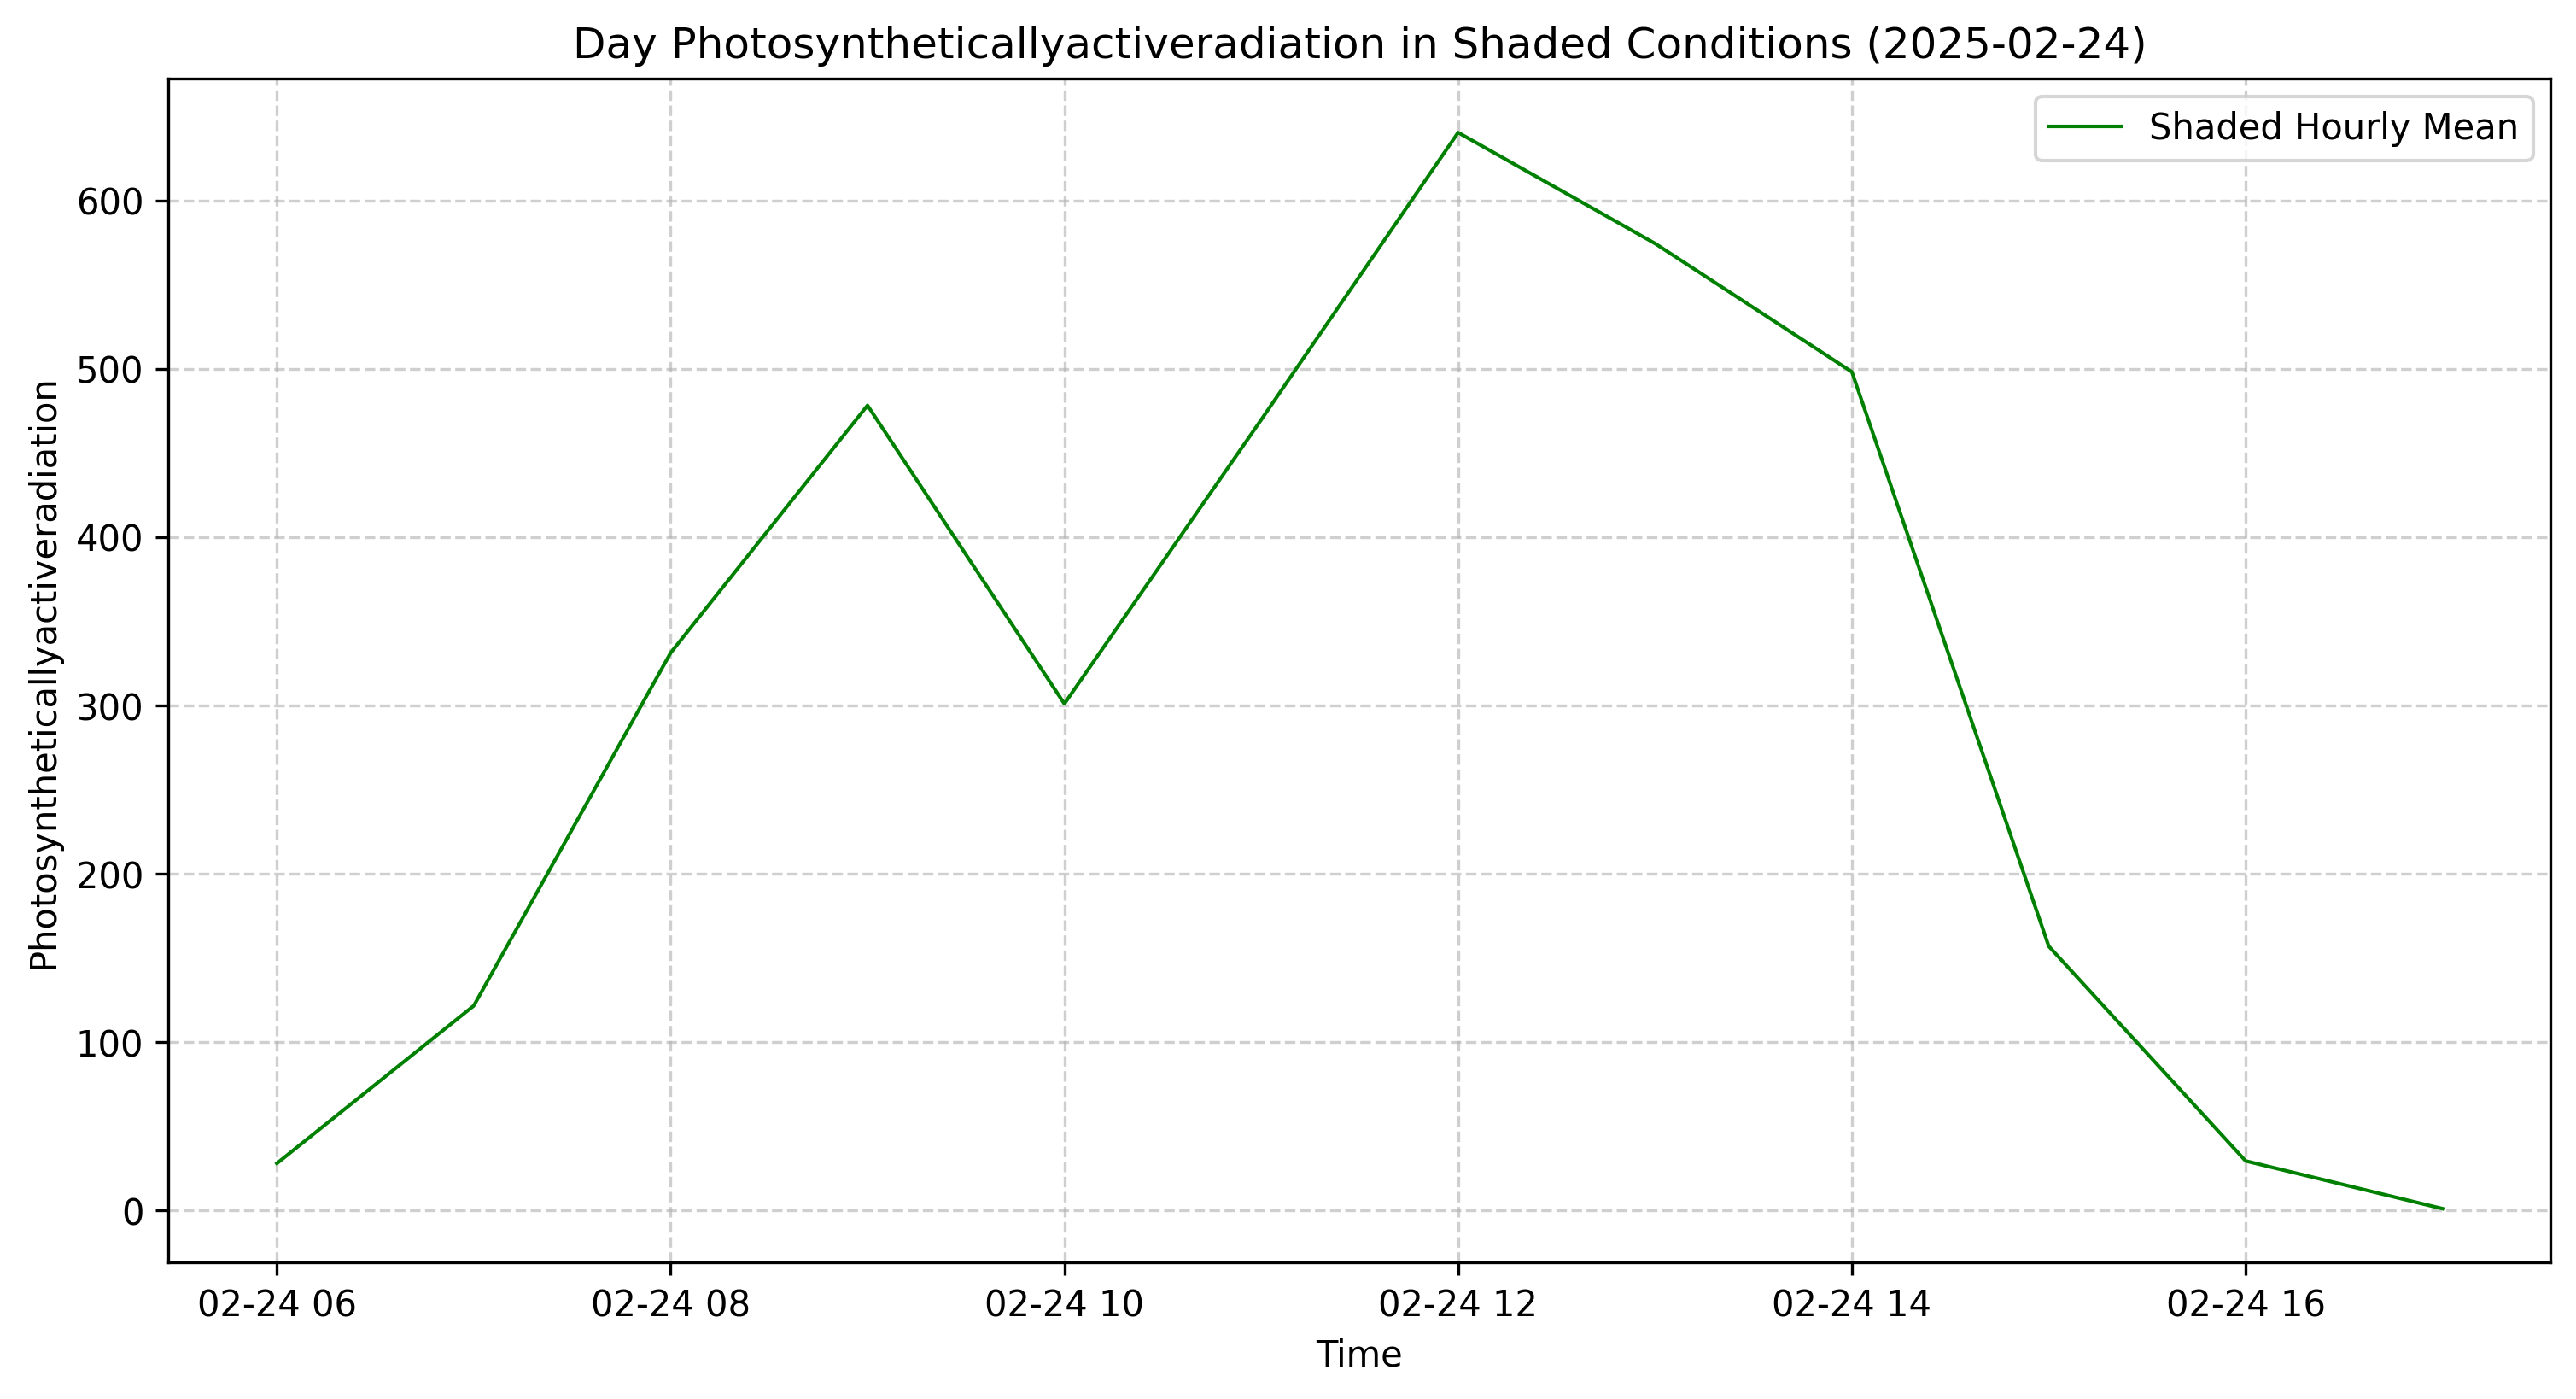 Day Photosyntheticallyactiveradiation in Shaded Conditions (2025-02-24)
Shaded Hourly Mean
Photosyntheticallyactiveradiation
600
500
400
300
200
100
0
02-24 06 02-24 08 02-24 10 02-24 12 02-24 14 02-24 16
Time